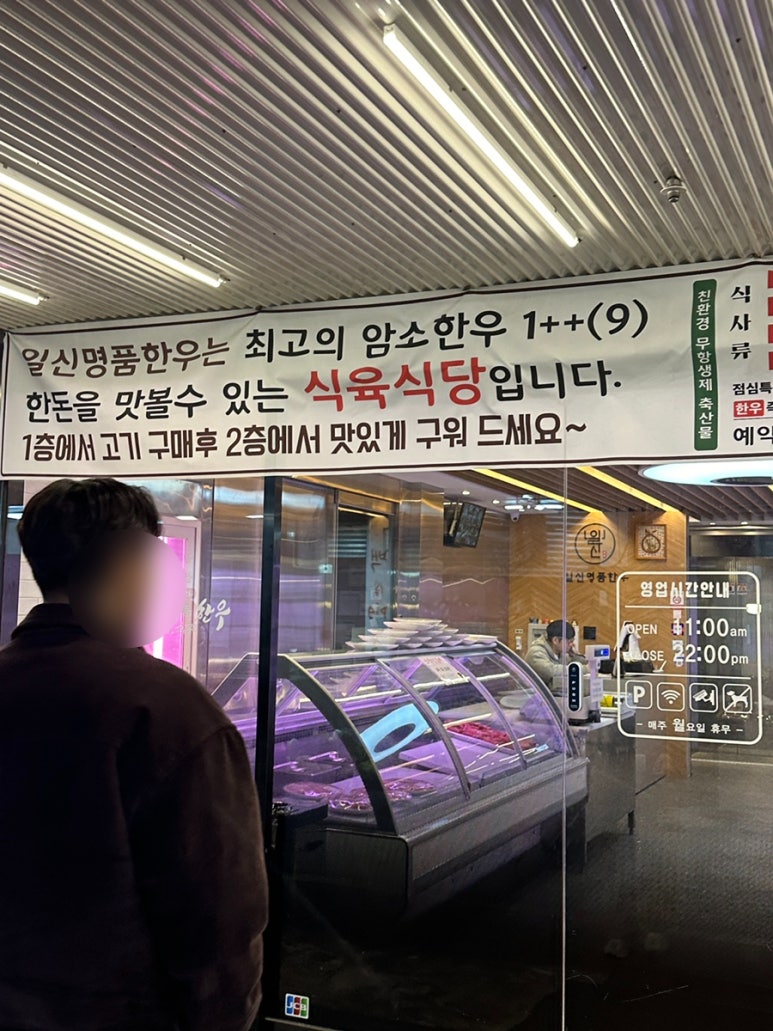 일신명품한우는 최고의 암소한우 1++(9)
한돈을 맛볼수 있는 식육식당입니다.
1층에서 고기 구매후 2층에서 맛있게 구워 드세요~
친환경 무항생제 축산물
식사류
점심특
한우
예약
일신
일신명품한
한우
영업시간안내
OPEN 11:00am
CLOSE 22:00pm
P
- 매주 월요일 휴무 -
JCB